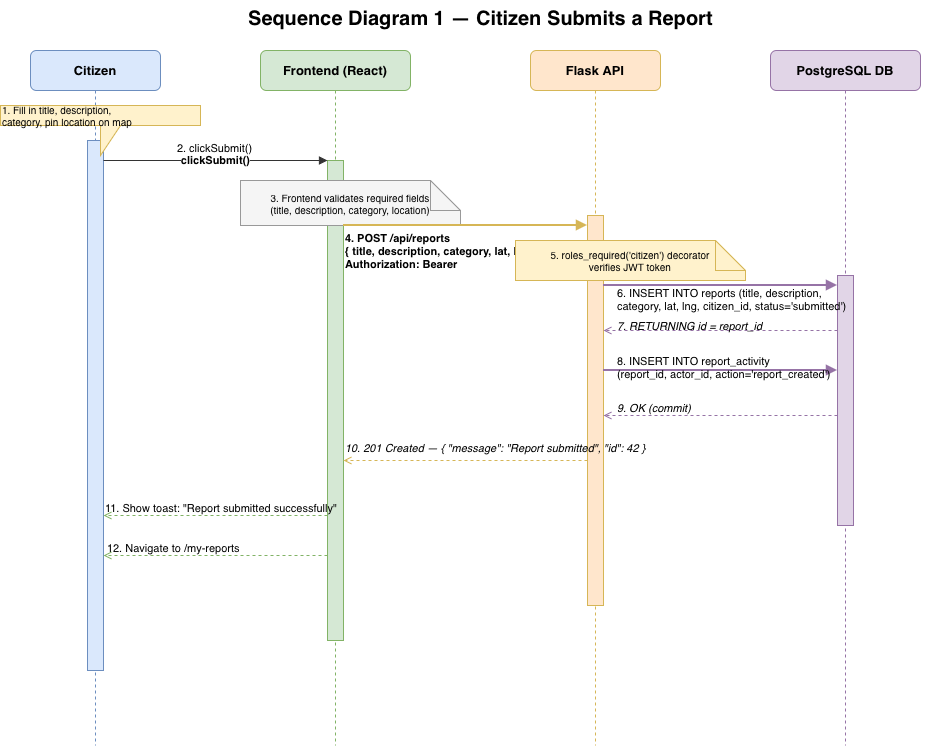 Sequence Diagram 1 — Citizen Submits a Report
Citizen
Frontend (React)
Flask API
PostgreSQL DB
1. Fill in title, description,
category, pin location on map
2. clickSubmit()
clickSubmit()
3. Frontend validates required fields
(title, description, category, location)
4. POST /api/reports
{ title, description, category, lat,
Authorization: Bearer
5. roles_required('citizen') decorator
verifies JWT token
6. INSERT INTO reports (title, description,
category, lat, lng, citizen_id, status='submitted')
7. RETURNING id = report_id
8. INSERT INTO report_activity
(report_id, actor_id, action='report_created')
9. OK (commit)
10. 201 Created — { "message": "Report submitted", "id": 42 }
11. Show toast: "Report submitted successfully"
12. Navigate to /my-reports